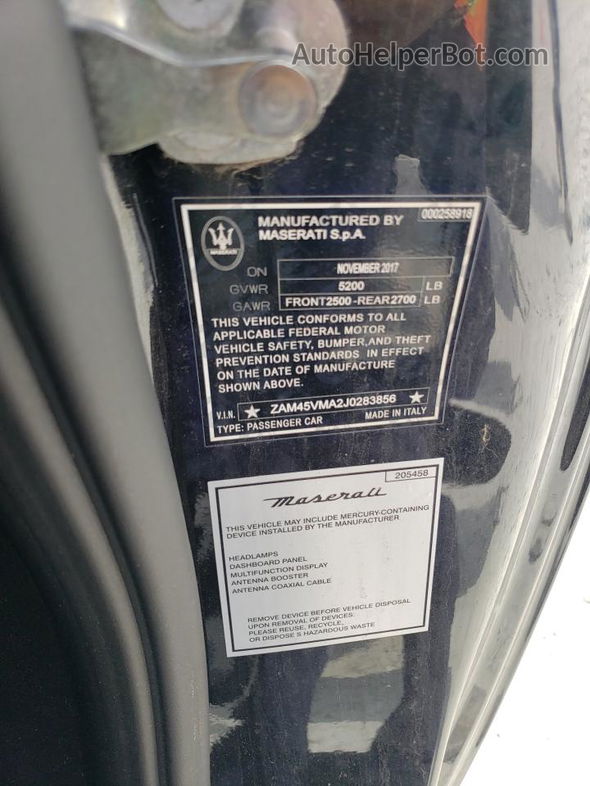 AutoHelperBot.com
MANUFACTURED BY 000258918
MASERATI S.p.A.
MASERATI
ON NOVEMBER 2017
GVWR 5200 LB
GAWR FRONT2500-REAR2700 LB
THIS VEHICLE CONFORMS TO ALL
APPLICABLE FEDERAL MOTOR
VEHICLE SAFETY, BUMPER,AND THEFT
PREVENTION STANDARDS IN EFFECT
ON THE DATE OF MANUFACTURE
SHOWN ABOVE.
V.I.N. ★ ZAM45VMA2J0283856 ★
TYPE: PASSENGER CAR MADE IN ITALY
205458
Maserati
THIS VEHICLE MAY INCLUDE MERCURY-CONTAINING
DEVICE INSTALLED BY THE MANUFACTURER
HEADLAMPS
DASHBOARD PANEL
MULTIFUNCTION DISPLAY
ANTENNA BOOSTER
ANTENNA COAXIAL CABLE
REMOVE DEVICE BEFORE VEHICLE DISPOSAL
UPON REMOVAL OF DEVICES:
PLEASE REUSE, RECYCLE,
OR DISPOSE S HAZARDOUS WASTE